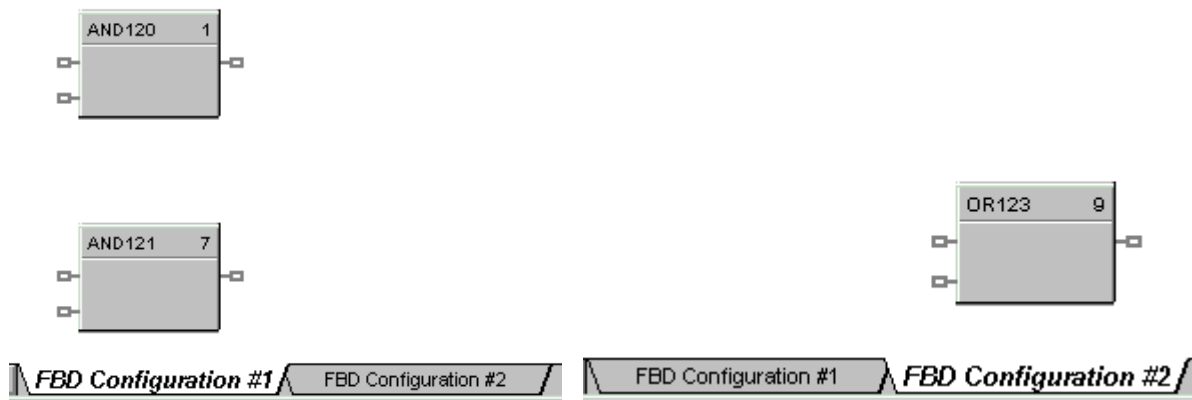 AND120 1
AND121 7
FBD Configuration #1 FBD Configuration #2
OR123 9
FBD Configuration #1 FBD Configuration #2